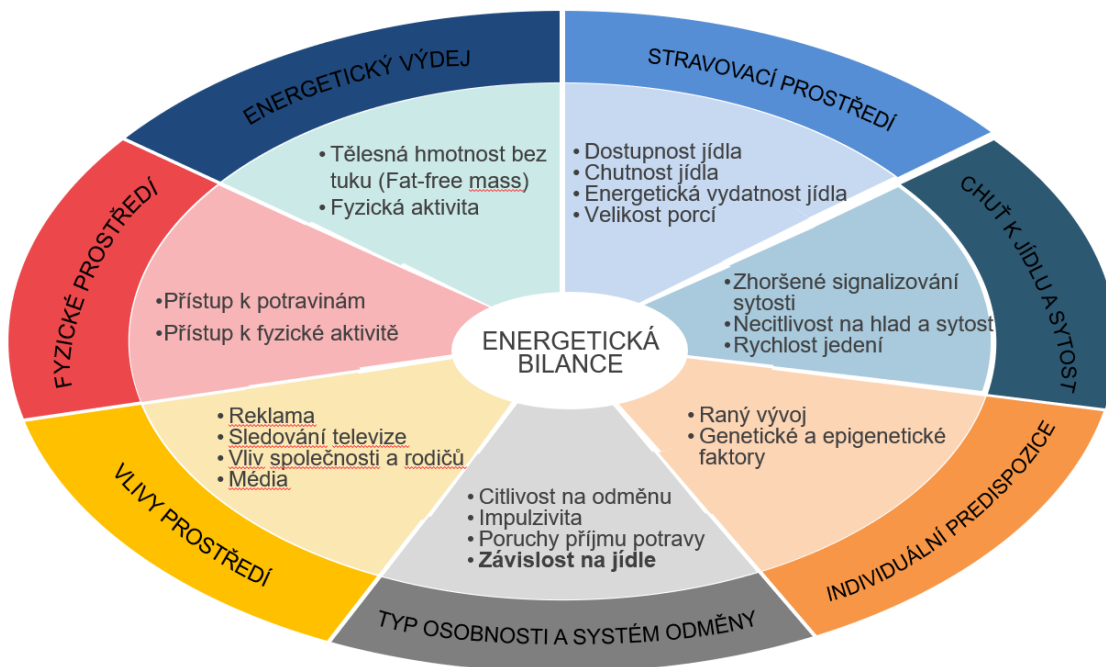 ENERGETICKÝ VÝDEJ
• Tělesná hmotnost bez
tuku (Fat-free mass)
• Fyzická aktivita
STRAVOVACÍ PROSTŘEDÍ
• Dostupnost jídla
• Chutnost jídla
• Energetická vydatnost jídla
• Velikost porcí
CHUŤ K JÍDLU A SYTOST
• Zhoršené signalizování
sytosti
• Necitlivost na hlad a sytost
• Rychlost jedení
INDIVIDUÁLNÍ PREDISPOZICE
• Raný vývoj
• Genetické a epigenetické
faktory
TYP OSOBNOSTI A SYSTÉM ODMĚNY
• Citlivost na odměnu
• Impulzivita
• Poruchy příjmu potravy
• Závislost na jídle
VLIVY PROSTŘEDÍ
• Reklama
• Sledování televize
• Vliv společnosti a rodičů
• Média
FYZICKÉ PROSTŘEDÍ
• Přístup k potravinám
• Přístup k fyzické aktivitě
ENERGETICKÁ
BILANCE